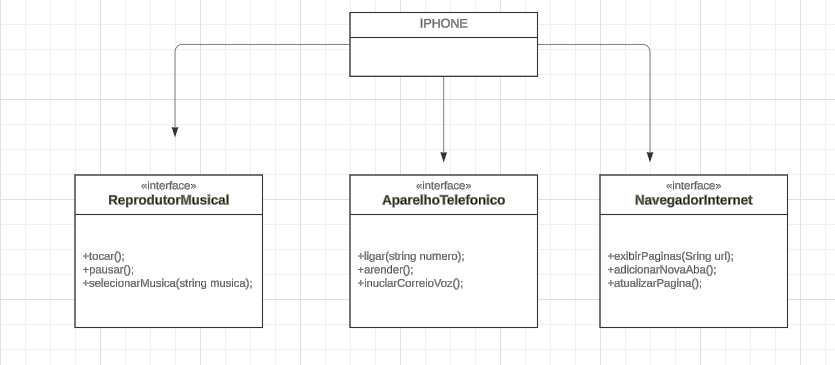 IPHONE
«interface»
ReprodutorMusical
+tocar();
+pausar();
+selecionarMusica(string musica);
«interface»
AparelhoTelefonico
+ligar(string numero);
+arender();
+inuciarCorreioVoz();
«interface»
NavegadorInternet
+exibirPaginas(Sring url);
+adicionarNovaAba();
+atualizarPagina();